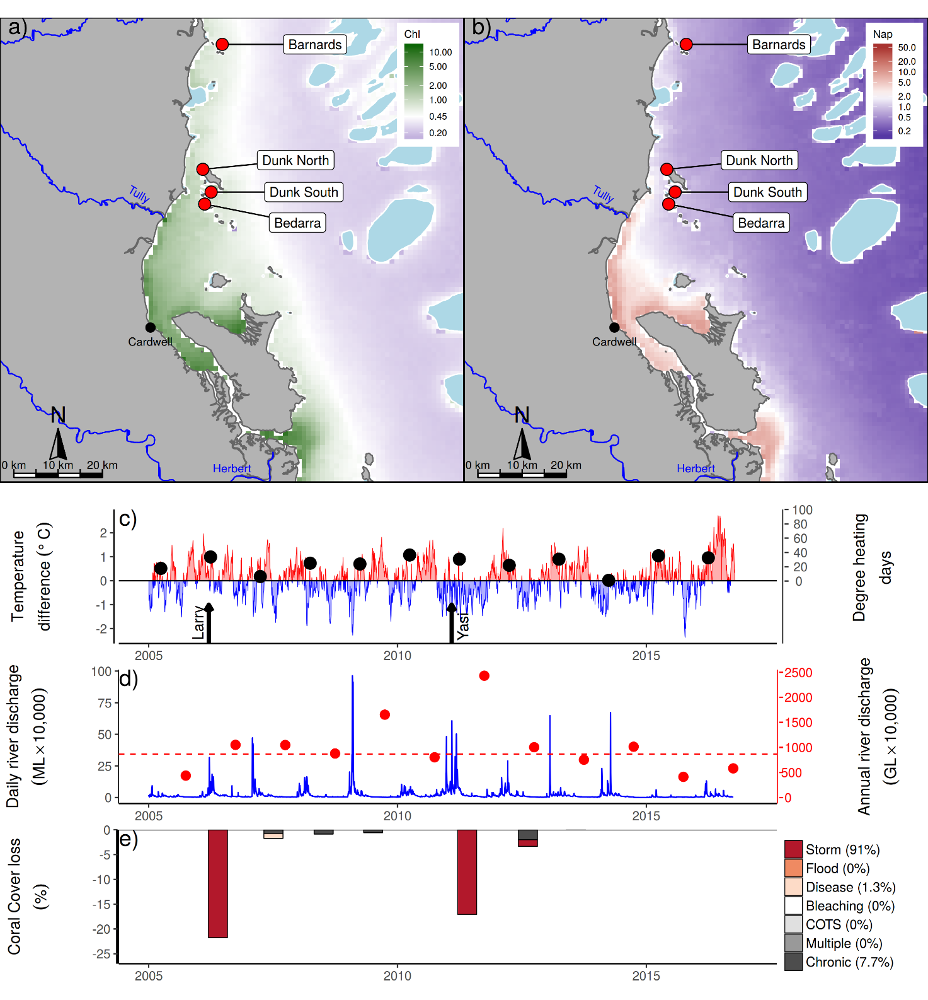 a)
Chl
10.00
5.00
2.00
1.00
0.45
0.20
Barnards
Dunk North
Dunk South
Bedarra
Tully
Cardwell
N
0 km 10 km 20 km
Herbert
b)
Nap
50.0
20.0
10.0
5.0
2.0
1.0
0.5
0.2
Barnards
Dunk North
Dunk South
Bedarra
Tully
Cardwell
N
0 km 10 km 20 km
Herbert
c)
Temperature
difference (°C)
2
1
0
-1
-2
Larry
Yasi
100
80
60
40
20
0
Degree heating
days
2005 2010 2015
d)
Daily river discharge
(ML×10,000)
100
75
50
25
0
2500
2000
1500
1000
500
0
Annual river discharge
(GL×10,000)
2005 2010 2015
e)
Coral Cover loss
(%)
0
-5
-10
-15
-20
-25
2005 2010 2015
Storm (91%)
Flood (0%)
Disease (1.3%)
Bleaching (0%)
COTS (0%)
Multiple (0%)
Chronic (7.7%)